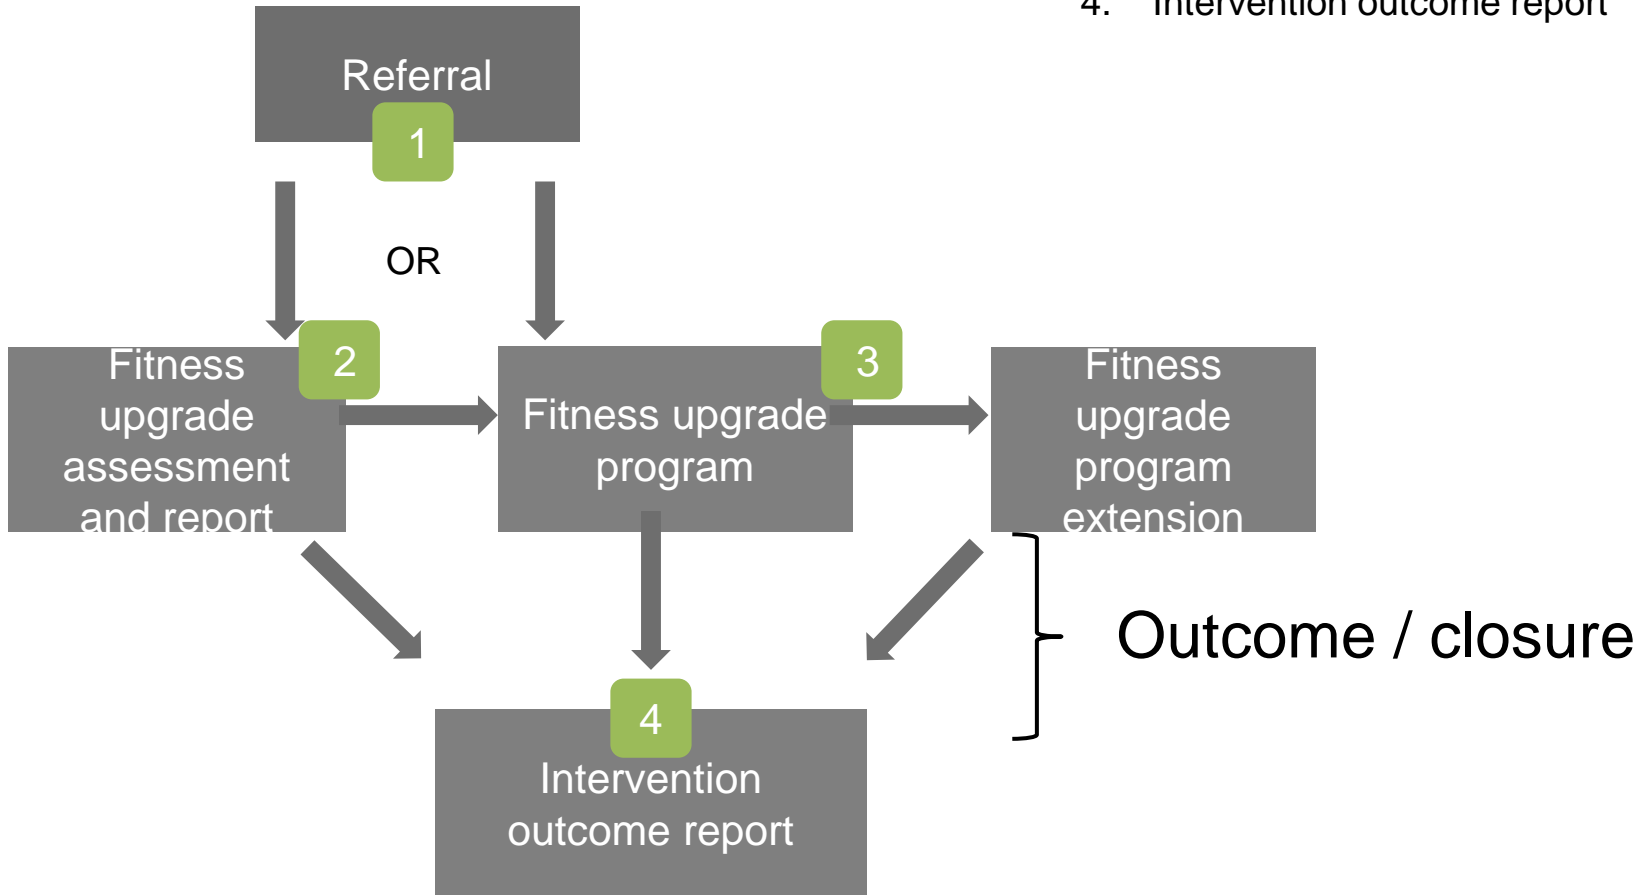 4. Intervention outcome report
Referral
1
OR
Fitness
upgrade
assessment
and report
2
Fitness upgrade
program
3
Fitness
upgrade
program
extension
Outcome / closure
4
Intervention
outcome report